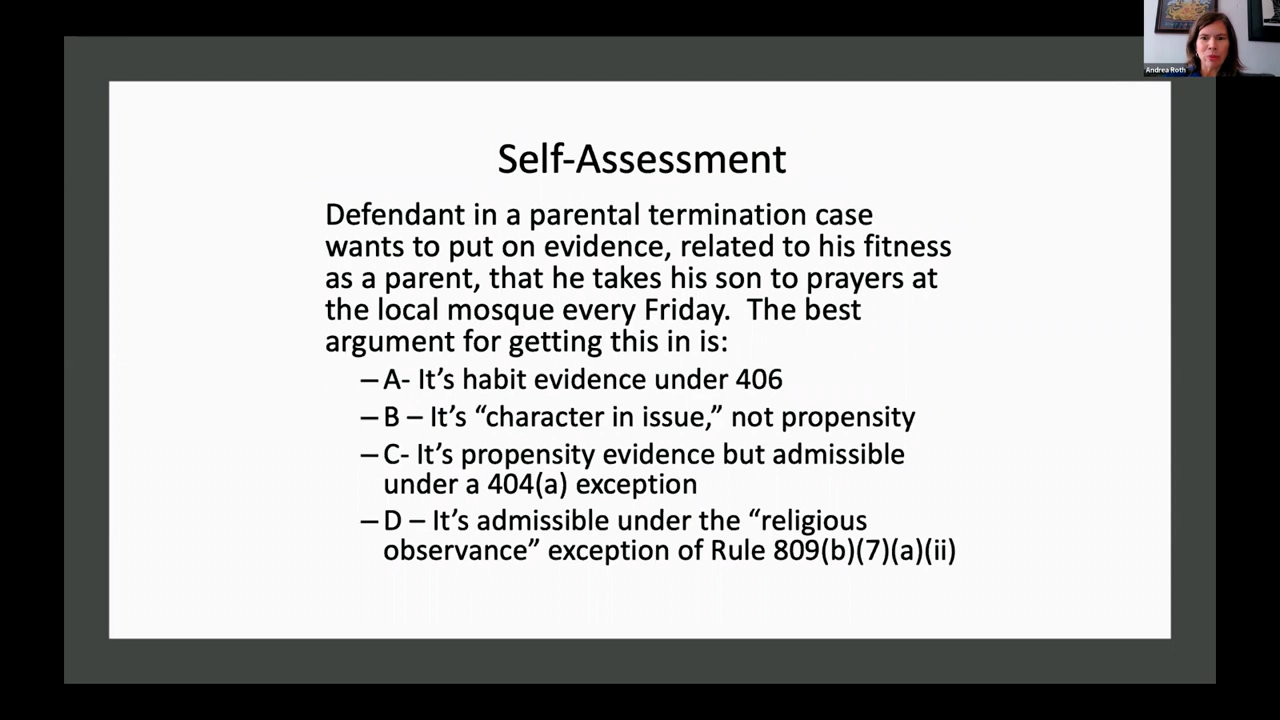 Andrea Roth
Self-Assessment
Defendant in a parental termination case
wants to put on evidence, related to his fitness
as a parent, that he takes his son to prayers at
the local mosque every Friday.  The best
argument for getting this in is:
– A- It’s habit evidence under 406
– B – It’s “character in issue,” not propensity
– C- It’s propensity evidence but admissible
under a 404(a) exception
– D – It’s admissible under the “religious
observance” exception of Rule 809(b)(7)(a)(ii)